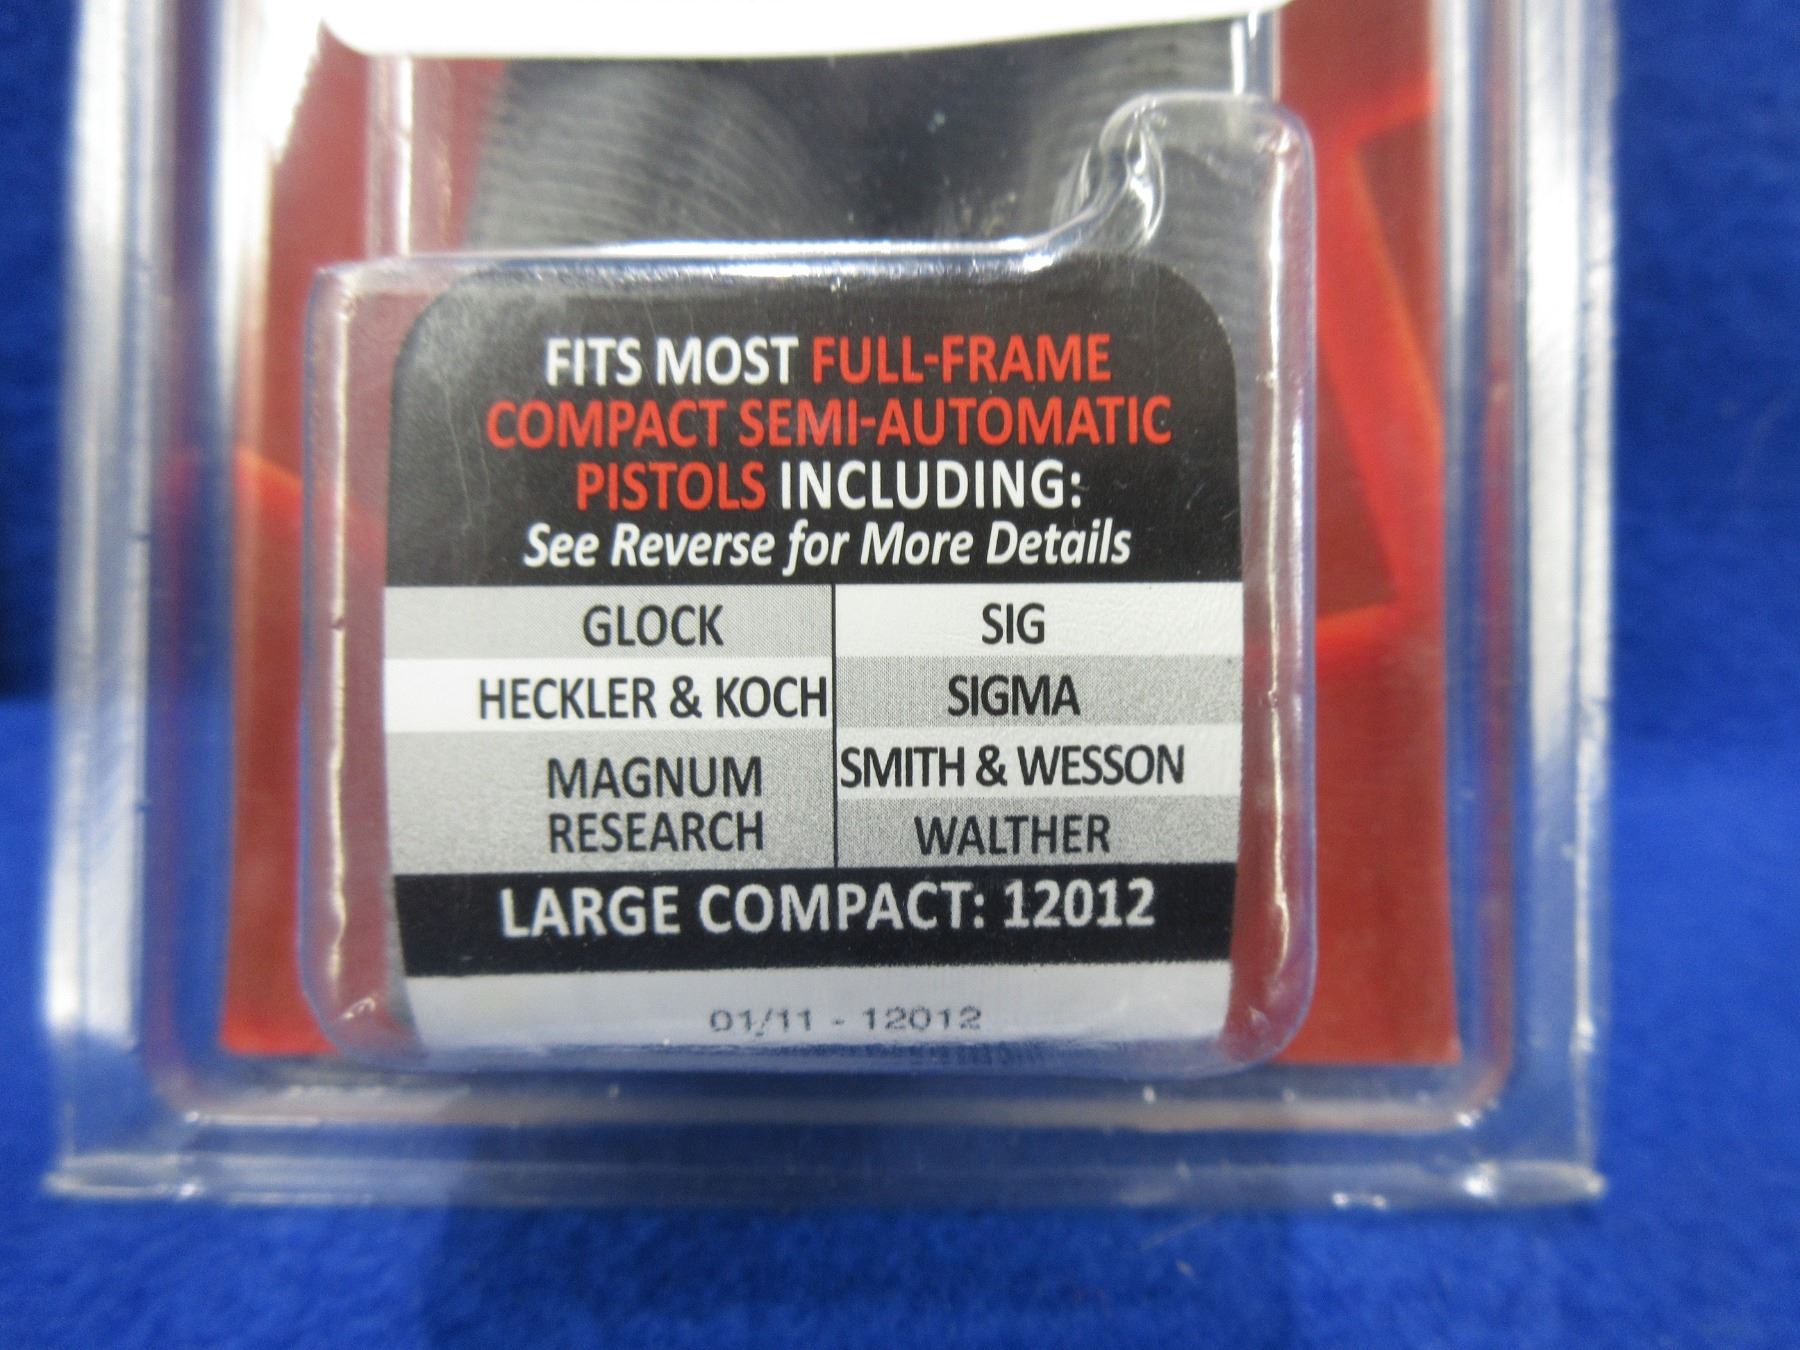 FITS MOST FULL-FRAME
COMPACT SEMI-AUTOMATIC
PISTOLS INCLUDING:
See Reverse for More Details
GLOCK
HECKLER & KOCH
MAGNUM
RESEARCH
SIG
SIGMA
SMITH & WESSON
WALTHER
LARGE COMPACT: 12012
01/11 - 12012